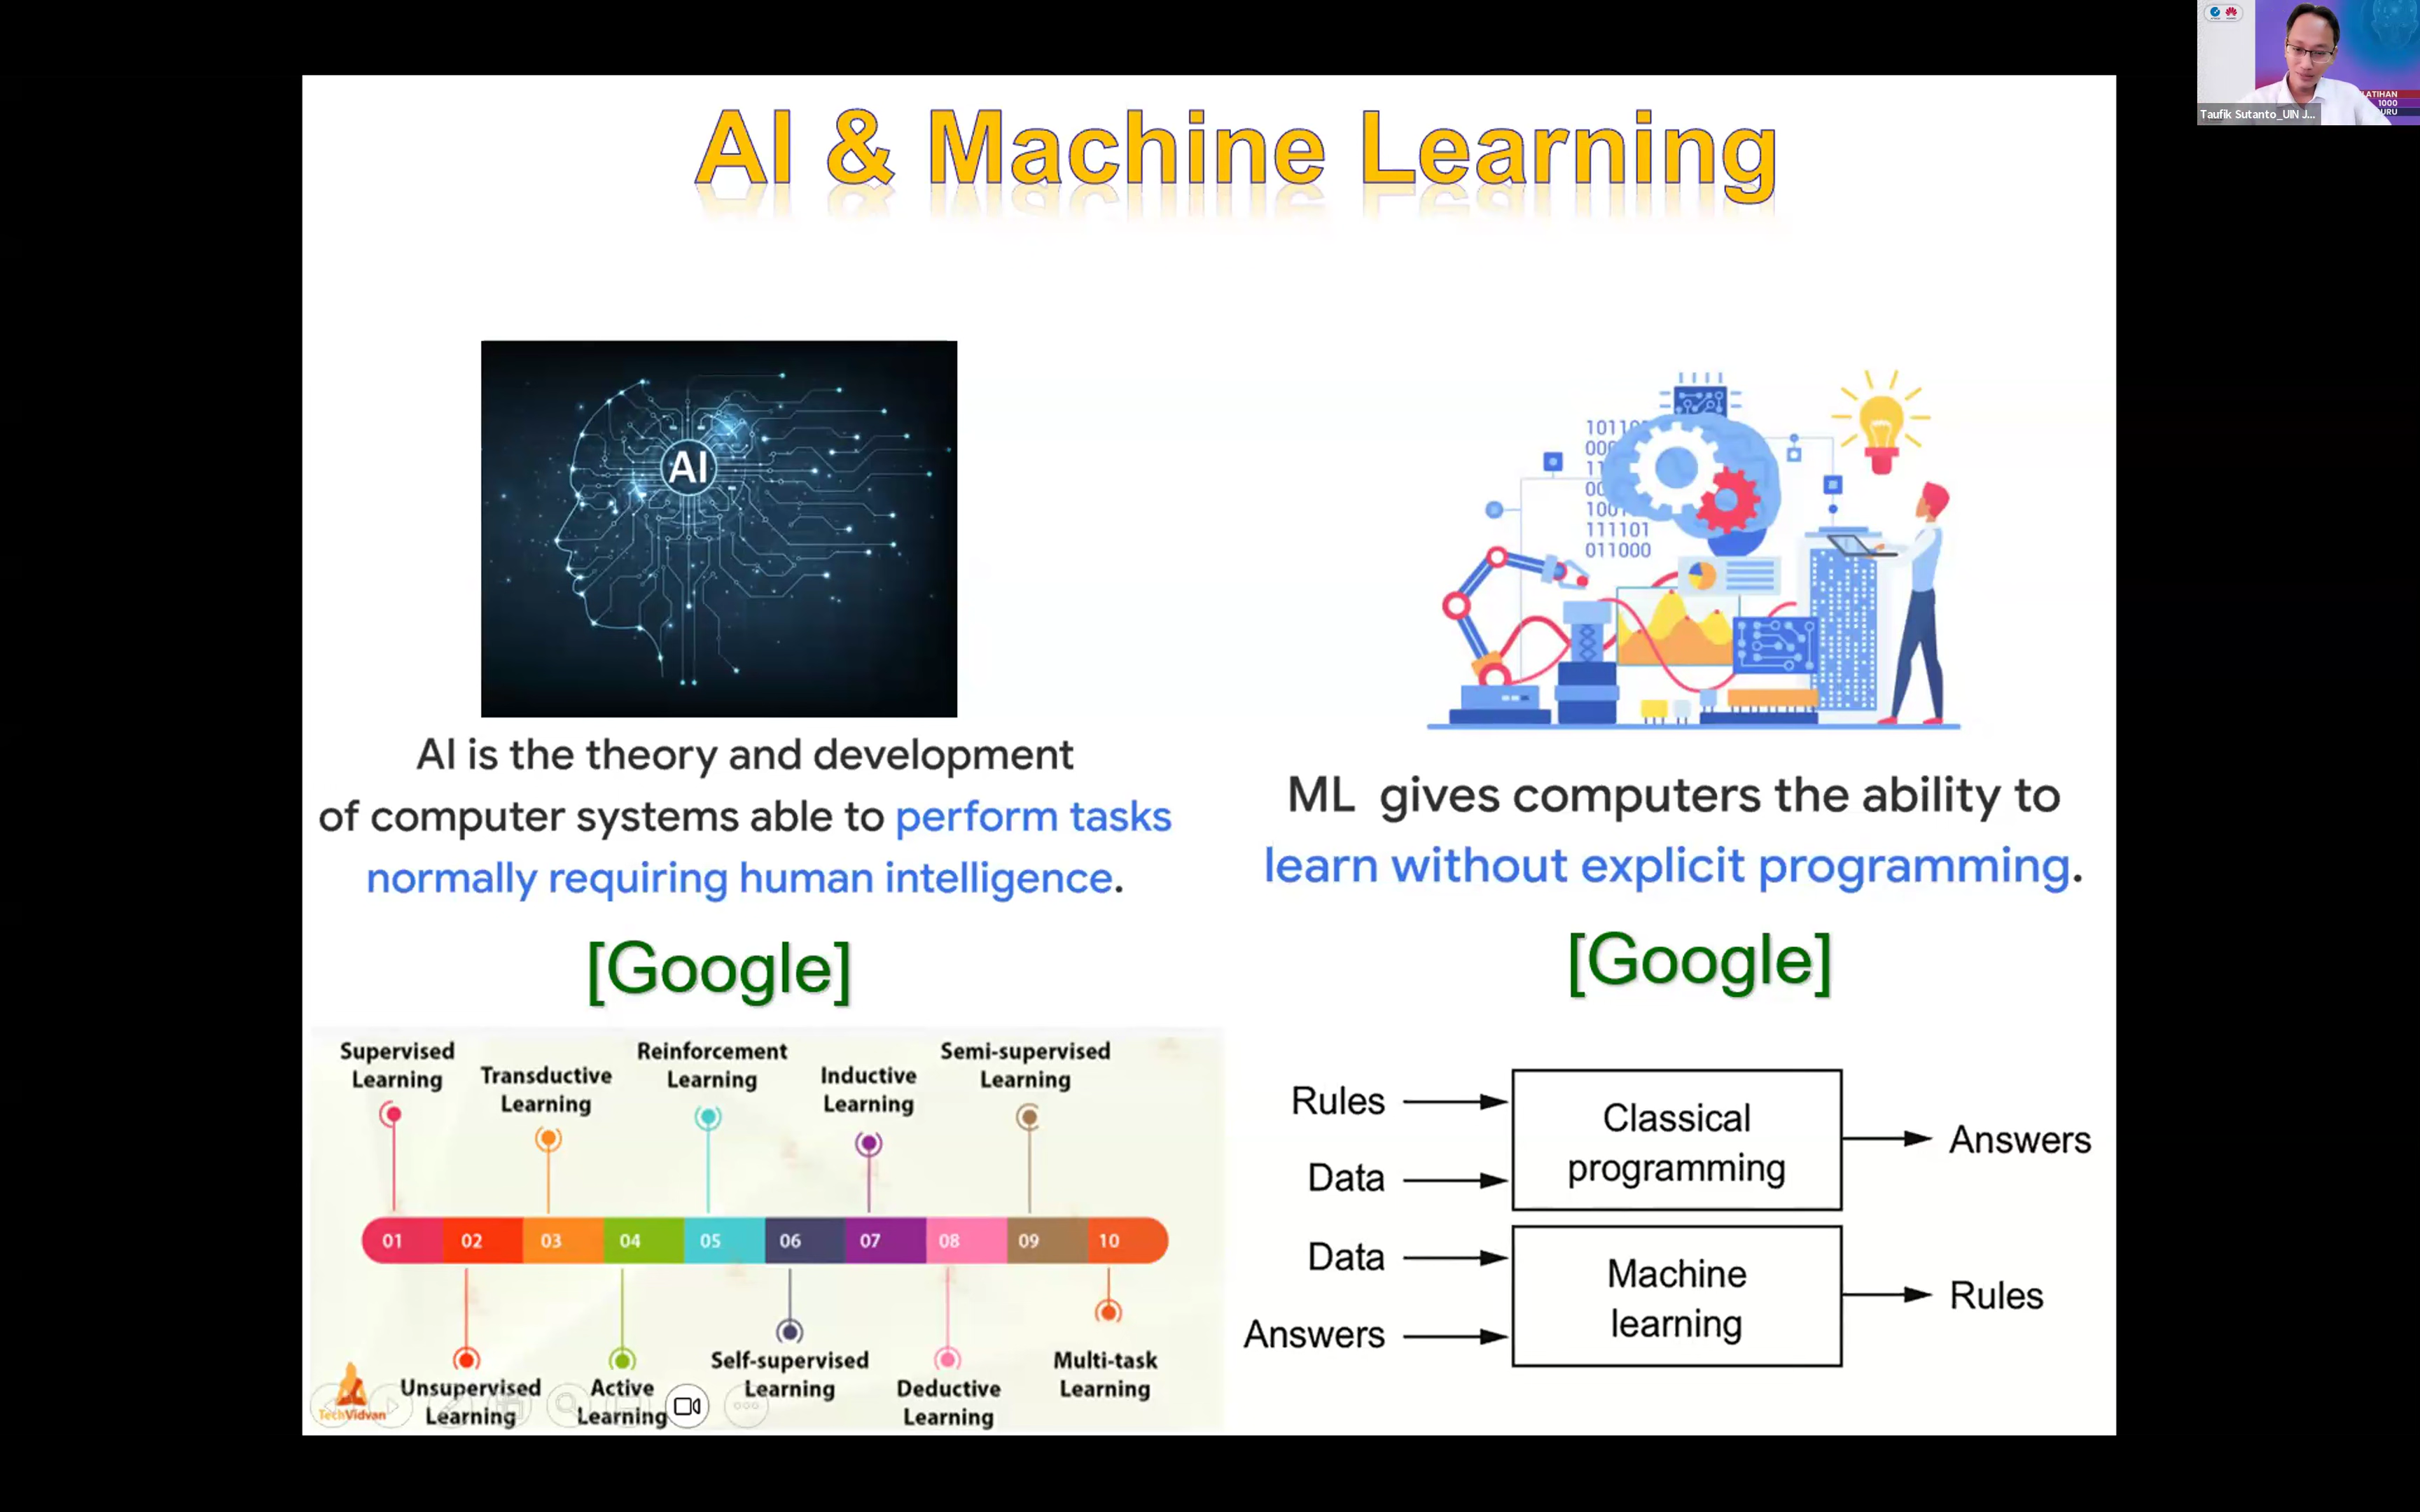 AI & Machine Learning
AI
AI is the theory and development
of computer systems able to perform tasks
normally requiring human intelligence.
[Google]
111101
011000
ML gives computers the ability to
learn without explicit programming.
[Google]
Supervised
Learning
Transductive
Learning
Reinforcement
Learning
Inductive
Learning
Semi-supervised
Learning
01 02 03 04 05 06 07 08 09 10
Unsupervised
Learning
Active
Learning
Self-supervised
Learning
Deductive
Learning
Multi-task
Learning
TechVidvan
Rules
Data
Classical
programming
Answers
Data
Answers
Machine
learning
Rules
Taufik Sutanto_UIN J...
1000